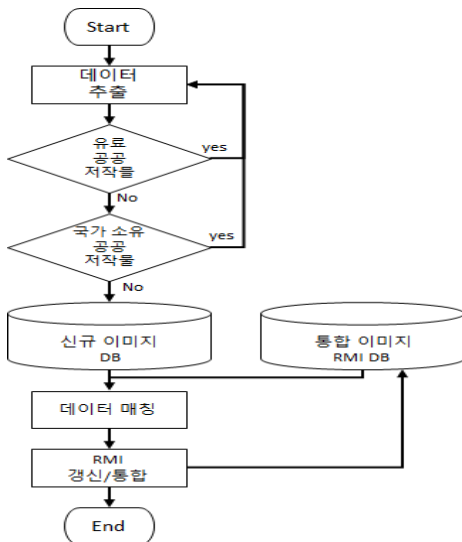 Start
데이터
추출
유료
공공
저작물
yes
No
국가 소유
공공
저작물
yes
No
신규 이미지
DB
통합 이미지
RMI DB
데이터 매칭
RMI
갱신/통합
End